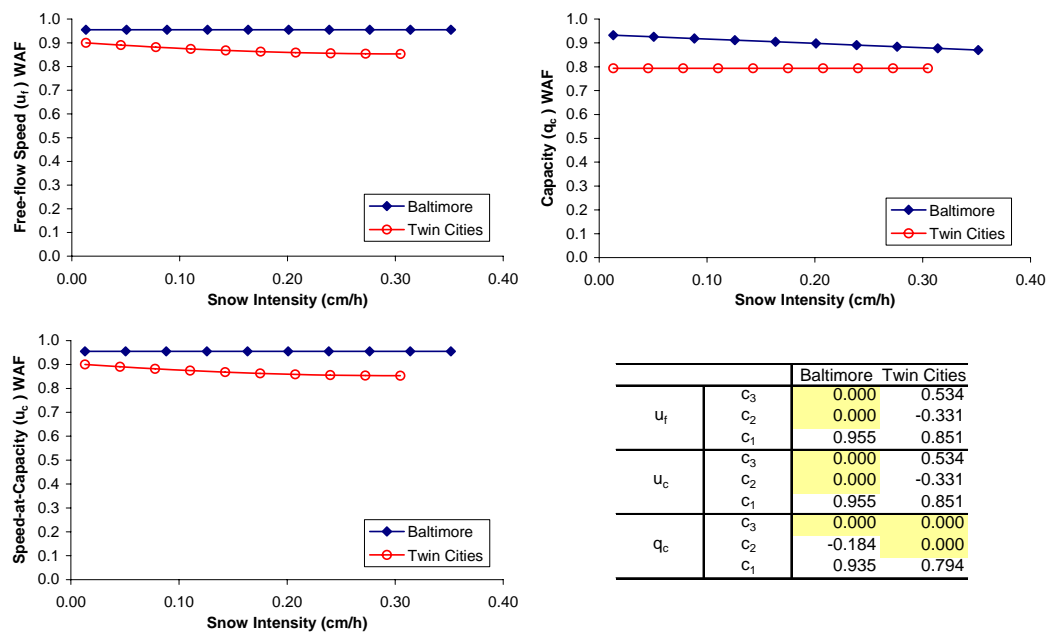 1.0
0.9
0.8
0.7
0.6
0.5
0.4
0.3
0.2
0.1
0.0
Free-flow Speed (uf ) WAF
Baltimore
Twin Cities
0.00 0.10 0.20 0.30 0.40
Snow Intensity (cm/h)
1.0
0.9
0.8
0.7
0.6
0.5
0.4
0.3
0.2
0.1
0.0
Capacity (qc ) WAF
Baltimore
Twin Cities
0.00 0.10 0.20 0.30 0.40
Snow Intensity (cm/h)
1.0
0.9
0.8
0.7
0.6
0.5
0.4
0.3
0.2
0.1
0.0
Speed-at-Capacity (uc ) WAF
Baltimore
Twin Cities
0.00 0.10 0.20 0.30 0.40
Snow Intensity (cm/h)
Baltimore Twin Cities
c3 0.000 0.534
uf c2 0.000 -0.331
c1 0.955 0.851
c3 0.000 0.534
uc c2 0.000 -0.331
c1 0.955 0.851
c3 0.000 0.000
qc c2 -0.184 0.000
c1 0.935 0.794